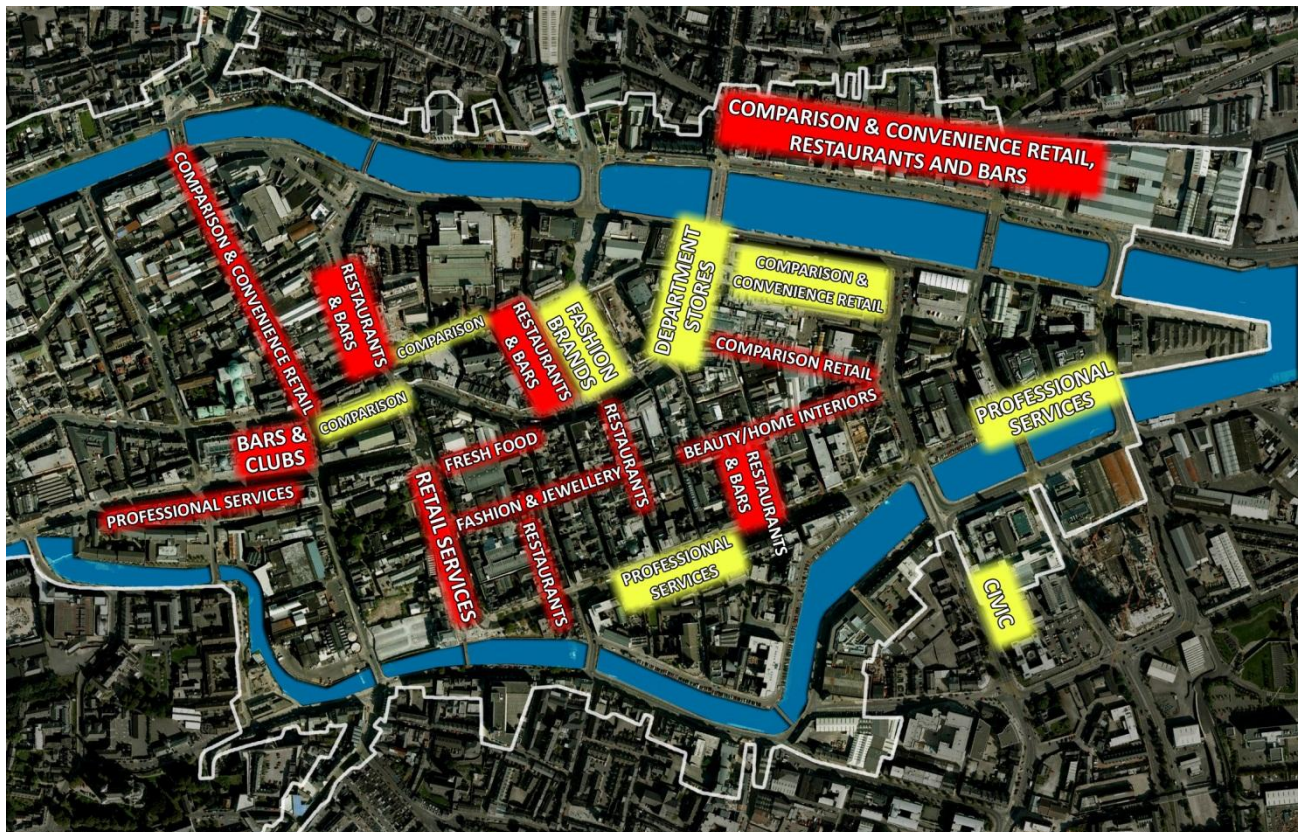 COMPARISON & CONVENIENCE RETAIL,
RESTAURANTS AND BARS
COMPARISON & CONVENIENCE RETAIL
RESTAURANTS
& BARS
COMPARISON
RESTAURANTS
& BARS
FASHION
BRANDS
DEPARTMENT
STORES
COMPARISON &
CONVENIENCE RETAIL
COMPARISON RETAIL
COMPARISON
BARS &
CLUBS
PROFESSIONAL SERVICES
FRESH FOOD
RETAIL SERVICES
FASHION & JEWELLERY
RESTAURANTS
RESTAURANTS
BEAUTY/HOME INTERIORS
RESTAURANTS
& BARS
PROFESSIONAL
SERVICES
PROFESSIONAL
SERVICES
CIVIC